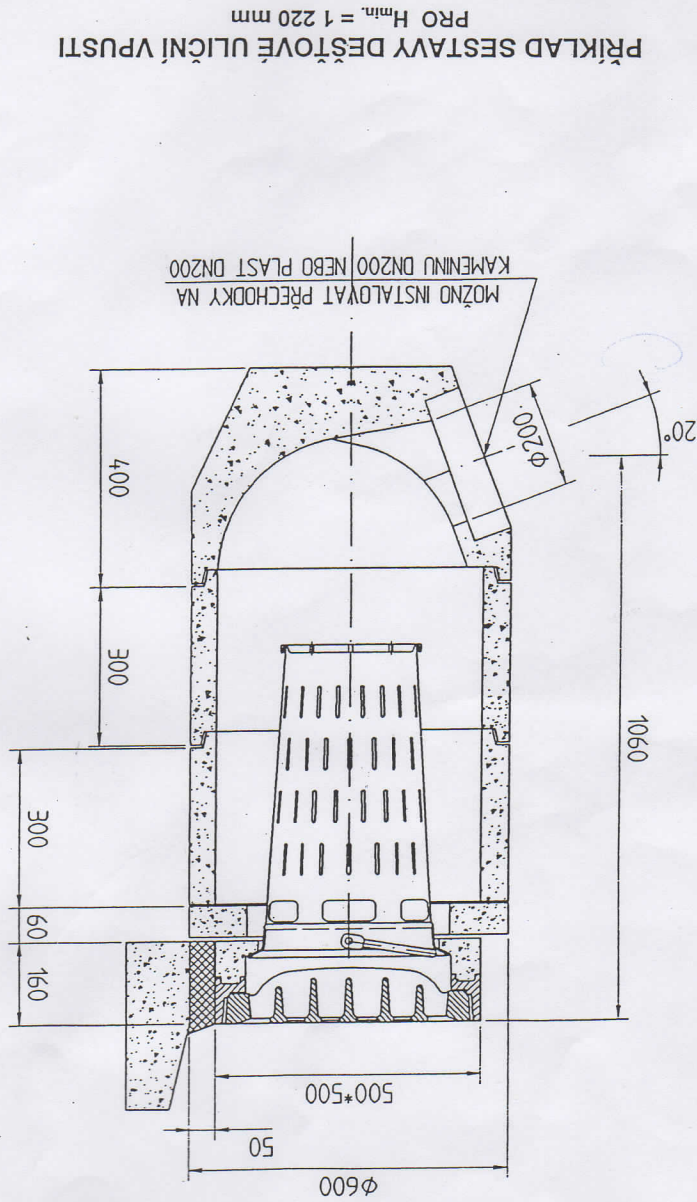 Φ600
50
500*500
160
60
300
300
400
1060
Φ200
20°
MOŽNO INSTALOVAT PŘECHODKY NA
KAMENINU DN200 NEBO PLAST DN200
PŘÍKLAD SESTAVY DEŠŤOVÉ ULIČNÍ VPUSTI
PRO Hmin. = 1 220 mm